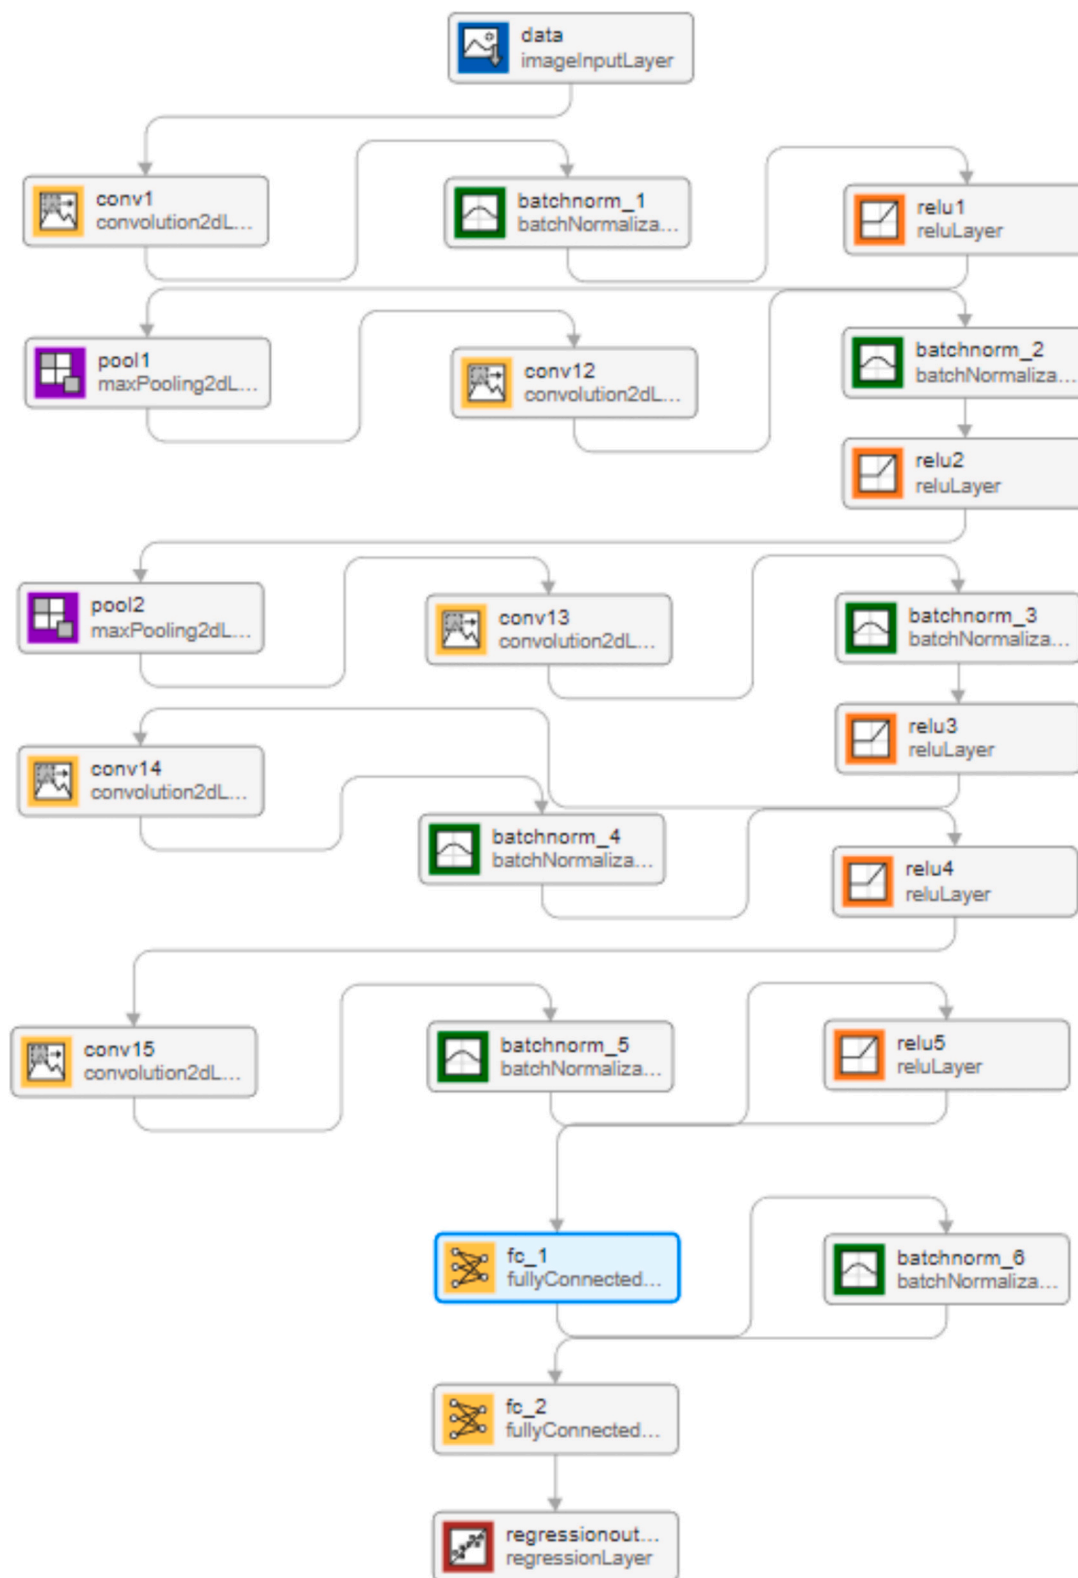 data
imageInputLayer
conv1
convolution2dL...
batchnorm_1
batchNormaliza...
relu1
reluLayer
pool1
maxPooling2dL...
conv12
convolution2dL...
batchnorm_2
batchNormaliza...
relu2
reluLayer
pool2
maxPooling2dL...
conv13
convolution2dL...
batchnorm_3
batchNormaliza...
relu3
reluLayer
conv14
convolution2dL...
batchnorm_4
batchNormaliza...
relu4
reluLayer
conv15
convolution2dL...
batchnorm_5
batchNormaliza...
relu5
reluLayer
fc_1
fullyConnected...
batchnorm_6
batchNormaliza...
fc_2
fullyConnected...
regressionout...
regressionLayer